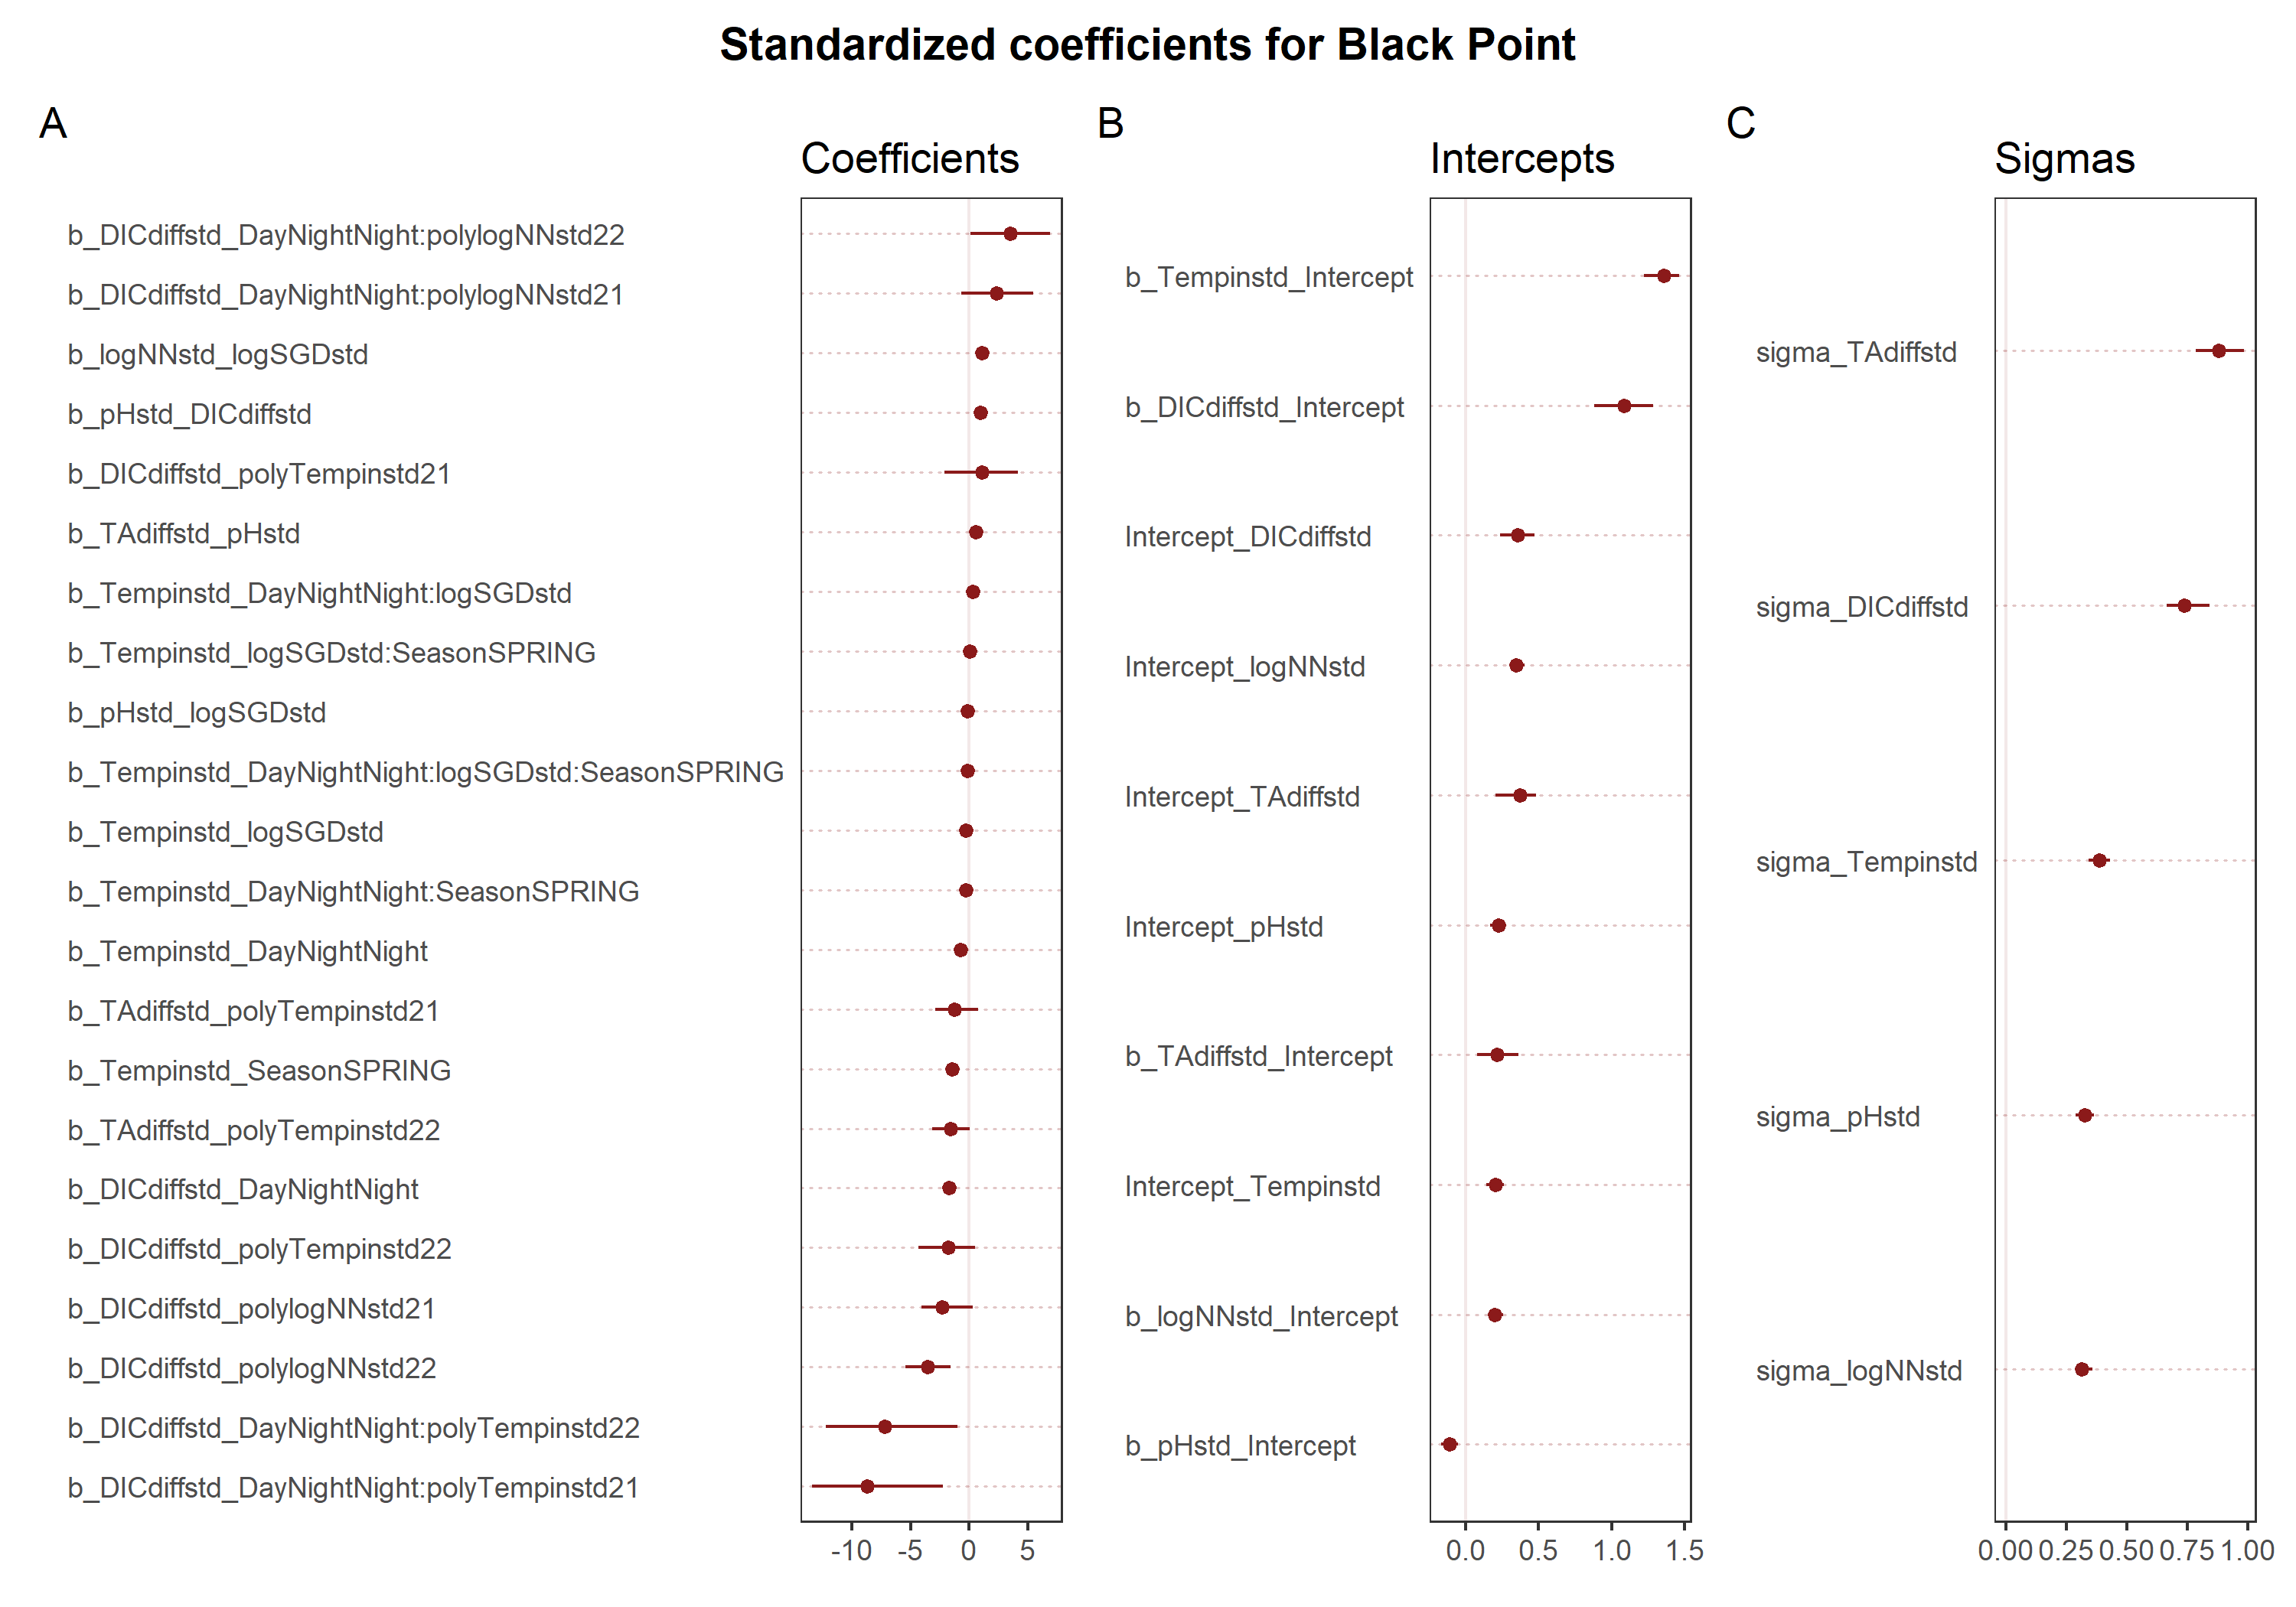 Standardized coefficients for Black Point
A
Coefficients
b_DICdiffstd_DayNightNight:polylogNNstd22
b_DICdiffstd_DayNightNight:polylogNNstd21
b_logNNstd_logSGDstd
b_pHstd_DICdiffstd
b_DICdiffstd_polyTempinstd21
b_TAdiffstd_pHstd
b_Tempinstd_DayNightNight:logSGDstd
b_Tempinstd_logSGDstd:SeasonSPRING
b_pHstd_logSGDstd
b_Tempinstd_DayNightNight:logSGDstd:SeasonSPRING
b_Tempinstd_logSGDstd
b_Tempinstd_DayNightNight:SeasonSPRING
b_Tempinstd_DayNightNight
b_TAdiffstd_polyTempinstd21
b_Tempinstd_SeasonSPRING
b_TAdiffstd_polyTempinstd22
b_DICdiffstd_DayNightNight
b_DICdiffstd_polyTempinstd22
b_DICdiffstd_polylogNNstd21
b_DICdiffstd_polylogNNstd22
b_DICdiffstd_DayNightNight:polyTempinstd22
b_DICdiffstd_DayNightNight:polyTempinstd21
-10 -5 0 5
B
Intercepts
b_Tempinstd_Intercept
b_DICdiffstd_Intercept
Intercept_DICdiffstd
Intercept_logNNstd
Intercept_TAdiffstd
Intercept_pHstd
b_TAdiffstd_Intercept
Intercept_Tempinstd
b_logNNstd_Intercept
b_pHstd_Intercept
0.0 0.5 1.0 1.5
C
Sigmas
sigma_TAdiffstd
sigma_DICdiffstd
sigma_Tempinstd
sigma_pHstd
sigma_logNNstd
0.00 0.25 0.50 0.75 1.00